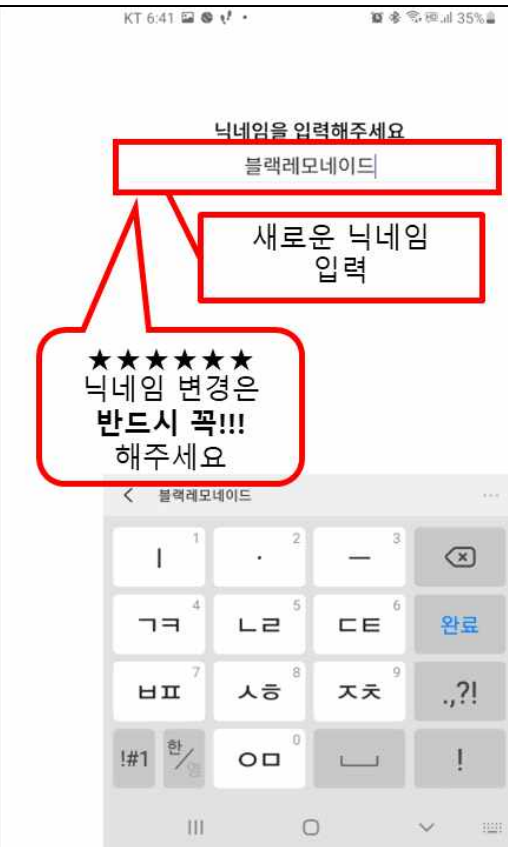 KT 6:41
35%
닉네임을 입력해주세요
블랙레모네이드
새로운 닉네임
입력
★★★★★★
닉네임 변경은
반드시 꼭!!!
해주세요
블랙레모네이드 ...
ㅣ 1 · 2 ㅡ 3
ㄱㅋ 4 ㄴㄹ 5 ㄷㅌ 6 완료
ㅂㅍ 7 ㅅㅎ 8 ㅈㅊ 9 .,?!
!#1 한/영 ㅇㅁ 0 !